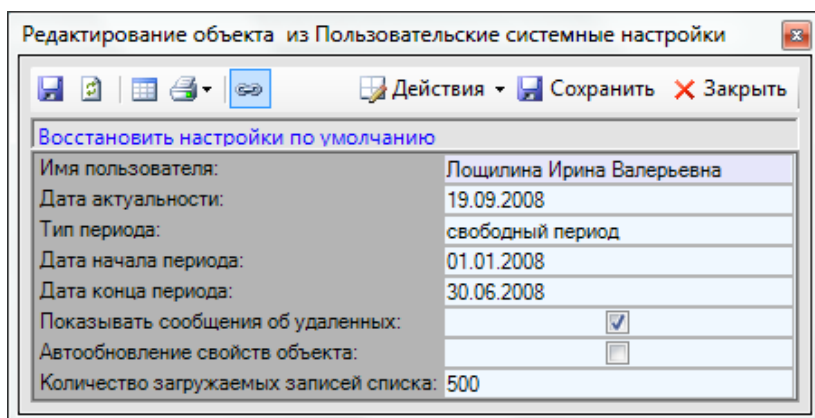 Редактирование объекта из Пользовательские системные настройки
Действия Сохранить Закрыть
Восстановить настройки по умолчанию
Имя пользователя: Лощилина Ирина Валерьевна
Дата актуальности: 19.09.2008
Тип периода: свободный период
Дата начала периода: 01.01.2008
Дата конца периода: 30.06.2008
Показывать сообщения об удаленных:
Автообновление свойств объекта:
Количество загружаемых записей списка: 500